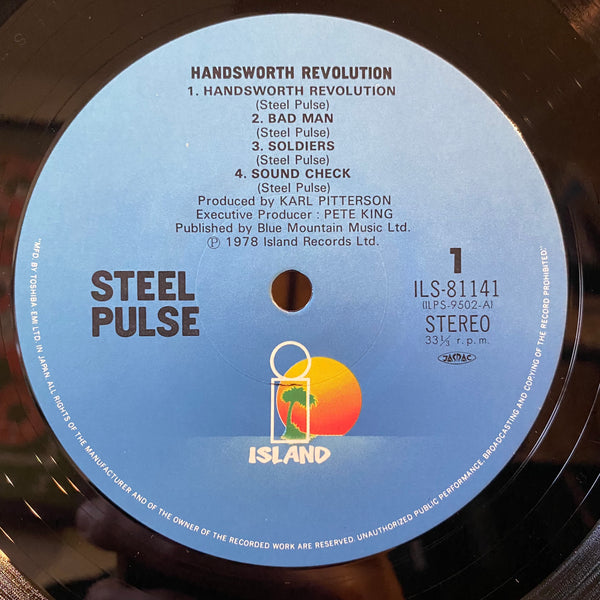 HANDSWORTH REVOLUTION
1. HANDSWORTH REVOLUTION
(Steel Pulse)
2. BAD MAN
(Steel Pulse)
3. SOLDIERS
(Steel Pulse)
4. SOUND CHECK
(Steel Pulse)
Produced by KARL PITTERSON
Executive Producer : PETE KING
Published by Blue Mountain Music Ltd.
Ⓟ 1978 Island Records Ltd.
STEEL
PULSE
1
ILS-81141
(ILPS-9502-A)
STEREO
33⅓ r.p.m.
JASRAC
i
ISLAND
"MFD. BY TOSHIBA EMI LTD. IN JAPAN. ALL RIGHTS OF THE MANUFACTURER AND OF THE OWNER OF THE RECORDED WORK ARE RESERVED. UNAUTHORIZED PUBLIC PERFORMANCE, BROADCASTING AND COPYING OF THE RECORD PROHIBITED."